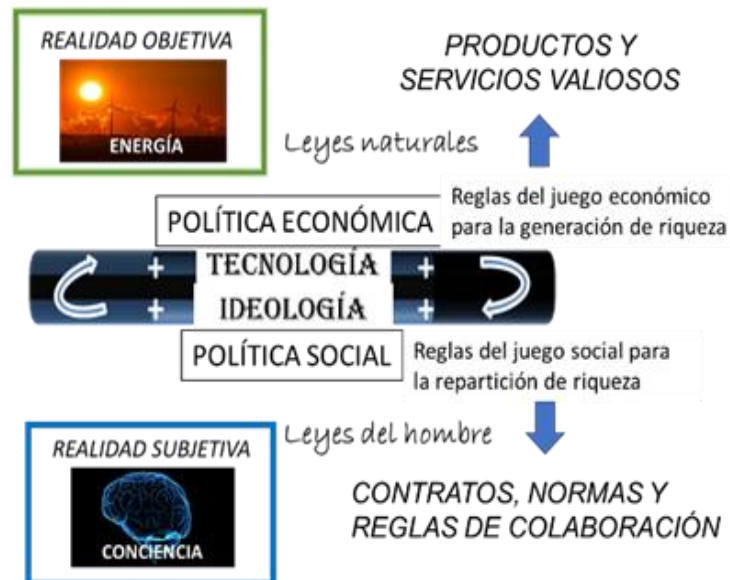 REALIDAD OBJETIVA
ENERGÍA
PRODUCTOS Y
SERVICIOS VALIOSOS
Leyes naturales
POLÍTICA ECONÓMICA
Reglas del juego económico
para la generación de riqueza
+ TECNOLOGÍA +
+ IDEOLOGÍA +
POLÍTICA SOCIAL
Reglas del juego social para
la repartición de riqueza
Leyes del hombre
REALIDAD SUBJETIVA
CONCIENCIA
CONTRATOS, NORMAS Y
REGLAS DE COLABORACIÓN